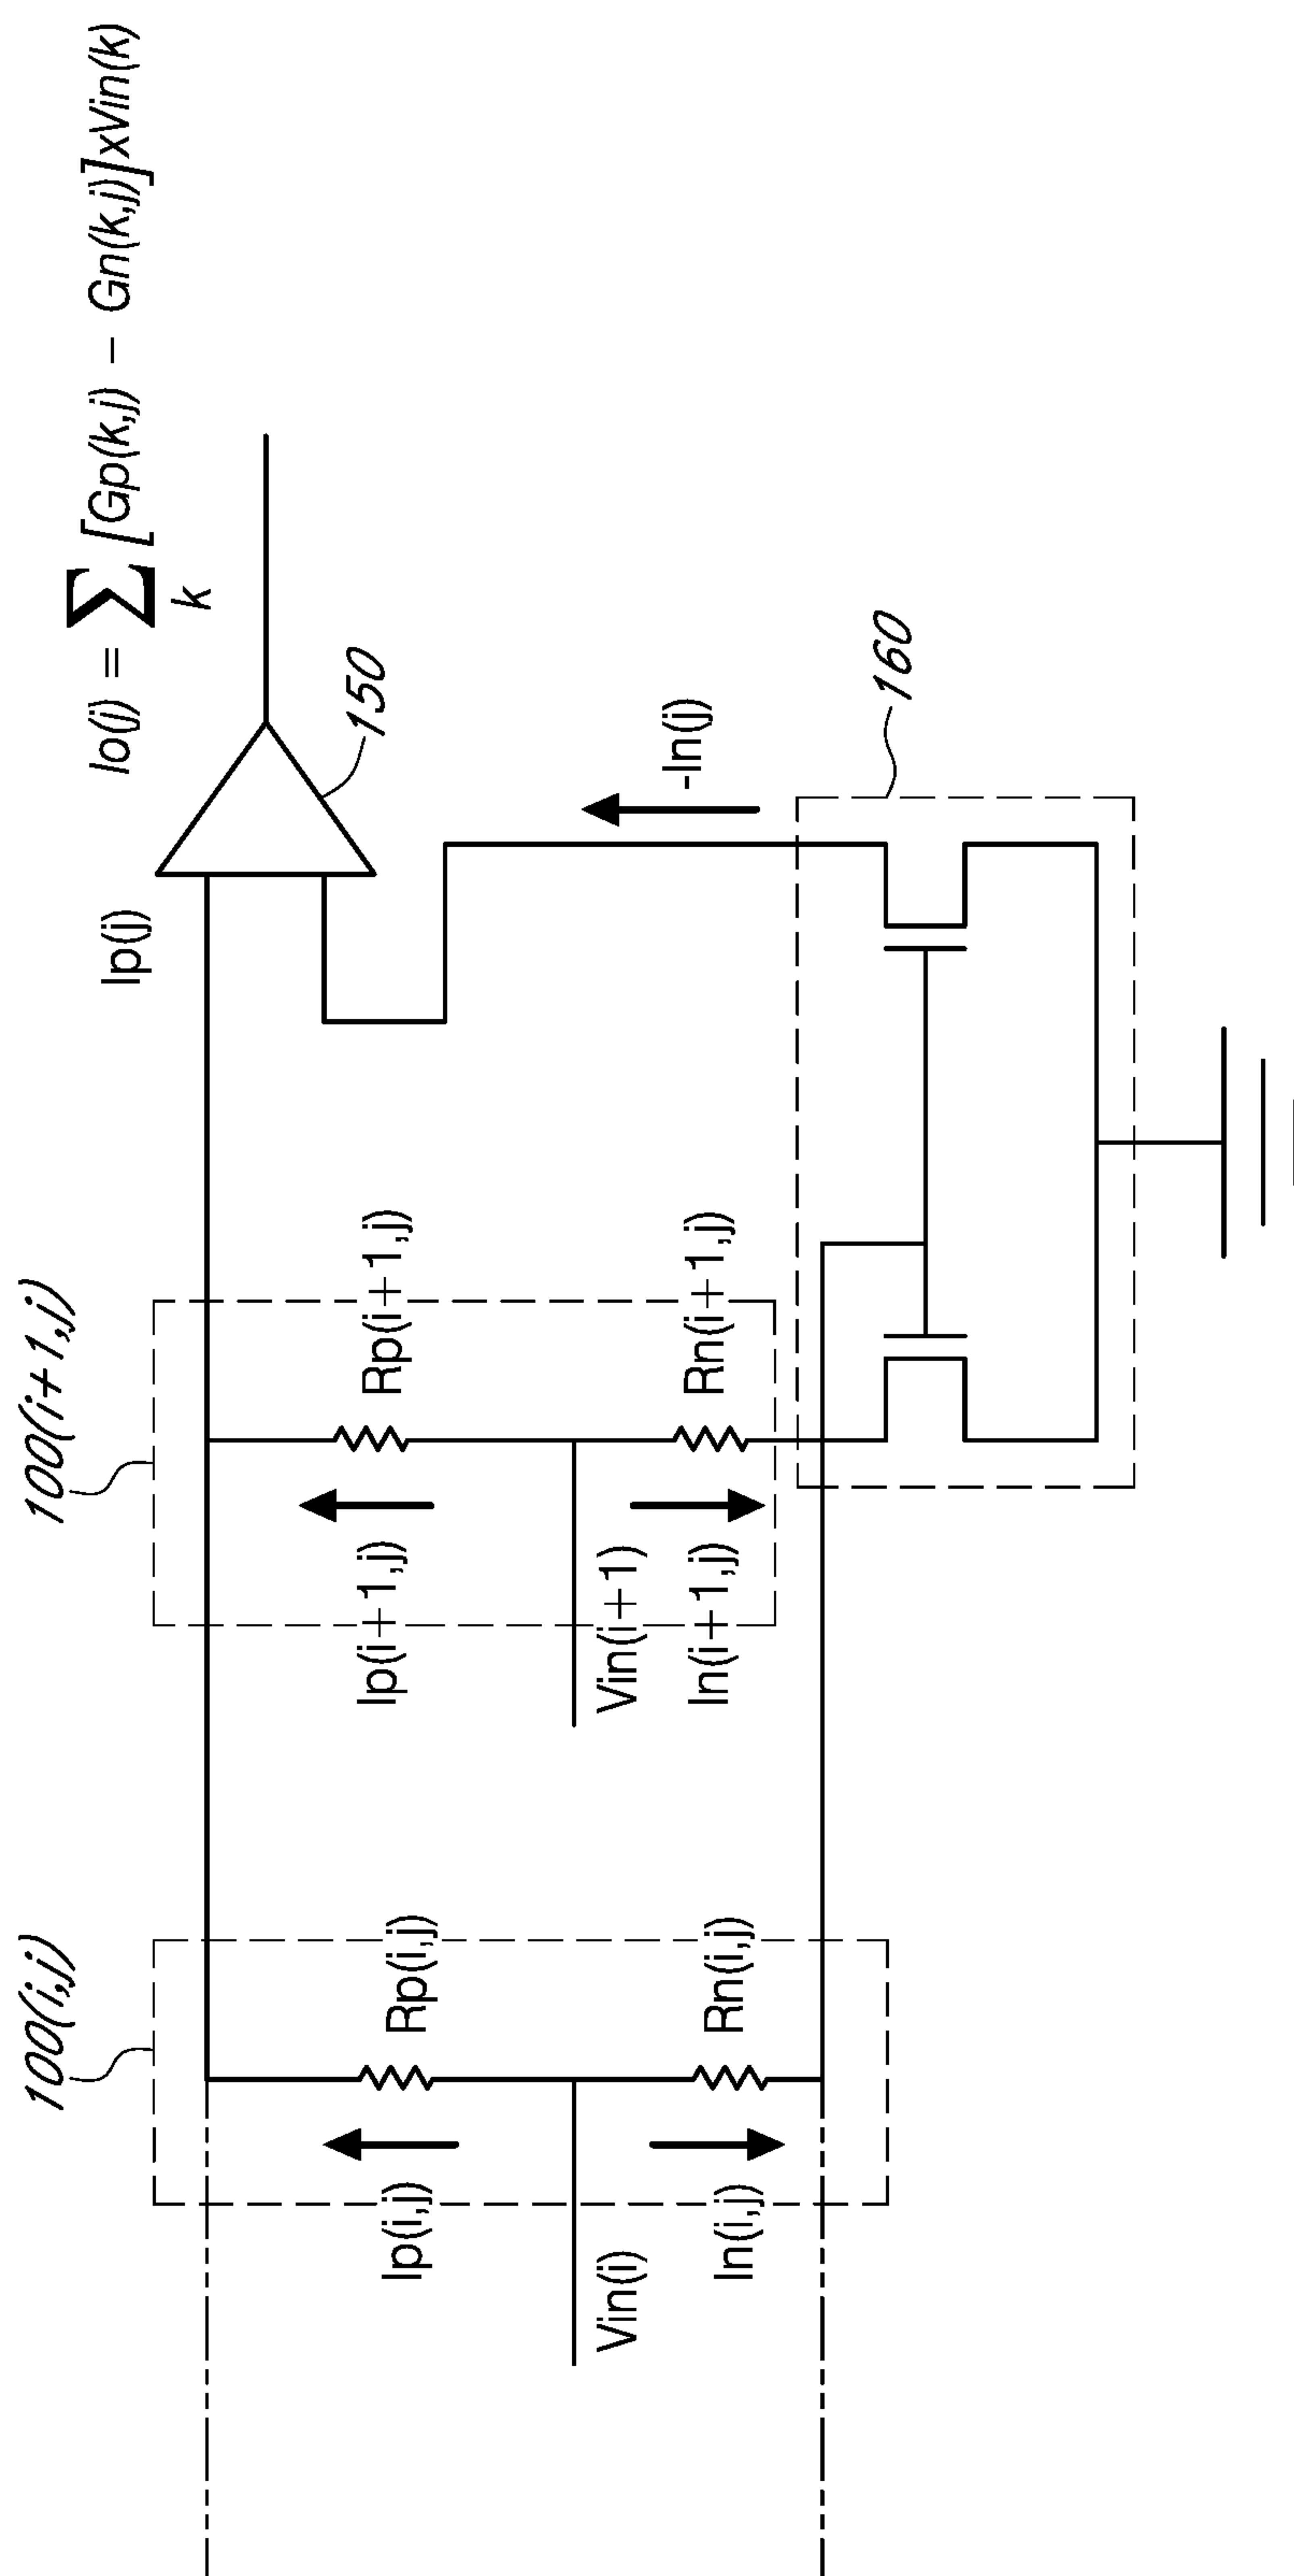 Io(j) = ∑ [Gp(k,j) − Gn(k,j)]xVin(k)
k
100(i,j)
100(i+1,j)
Ip(j)
150
Ip(i,j)
Rp(i,j)
Ip(i+1,j)
Rp(i+1,j)
Vin(i)
Vin(i+1)
-In(j)
In(i,j)
Rn(i,j)
In(i+1,j)
Rn(i+1,j)
160